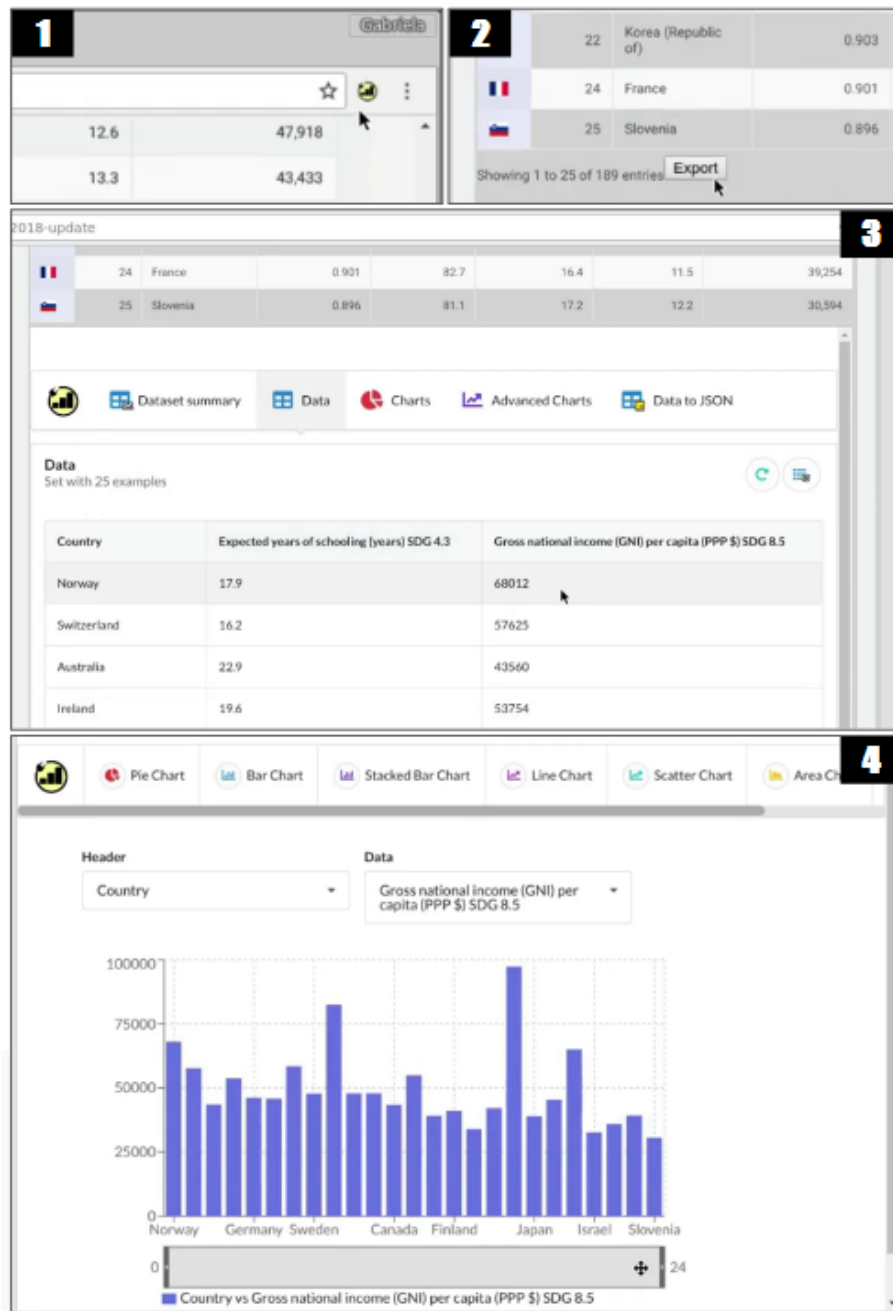 1
Gabriela
12.6 47,918
13.3 43,433
2
22 Korea (Republic of) 0.903
24 France 0.901
25 Slovenia 0.896
Showing 1 to 25 of 189 entries Export
3
2018-update
24 France 0.901 82.7 16.4 11.5 39,254
25 Slovenia 0.896 81.1 17.2 12.2 30,594
Dataset summary Data Charts Advanced Charts Data to JSON
Data
Set with 25 examples
Country Expected years of schooling (years) SDG 4.3 Gross national income (GNI) per capita (PPP $) SDG 8.5
Norway 17.9 68012
Switzerland 16.2 57625
Australia 22.9 43560
Ireland 19.6 53754
4
Pie Chart Bar Chart Stacked Bar Chart Line Chart Scatter Chart Area Ch
Header Data
Country Gross national income (GNI) per
capita (PPP $) SDG 8.5
100000
75000
50000
25000
0
Norway Germany Sweden Canada Finland Japan Israel Slovenia
0 24
Country vs Gross national income (GNI) per capita (PPP $) SDG 8.5